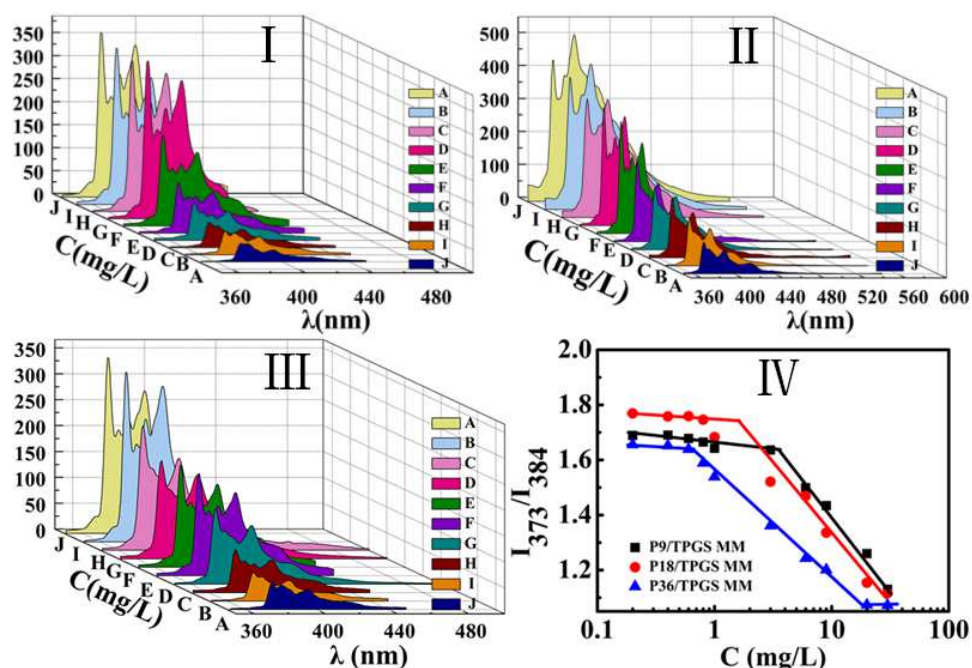 I
350
300
250
200
150
100
50
0
A
B
C
D
E
F
G
H
I
J
J I H G F E D C B A
C(mg/L)
360 400 440 480
λ(nm)
II
500
400
300
200
100
0
A
B
C
D
E
F
G
H
I
J
J I H G F E D C B A
C(mg/L)
360 400 440 480 520 560 600
λ(nm)
III
350
300
250
200
150
100
50
0
A
B
C
D
E
F
G
H
I
J
J I H G F E D C B A
C(mg/L)
360 400 440 480
λ (nm)
IV
2.0
1.8
1.6
1.4
1.2
I373/I384
P9/TPGS MM
P18/TPGS MM
P36/TPGS MM
0.1 1 10 100
C (mg/L)